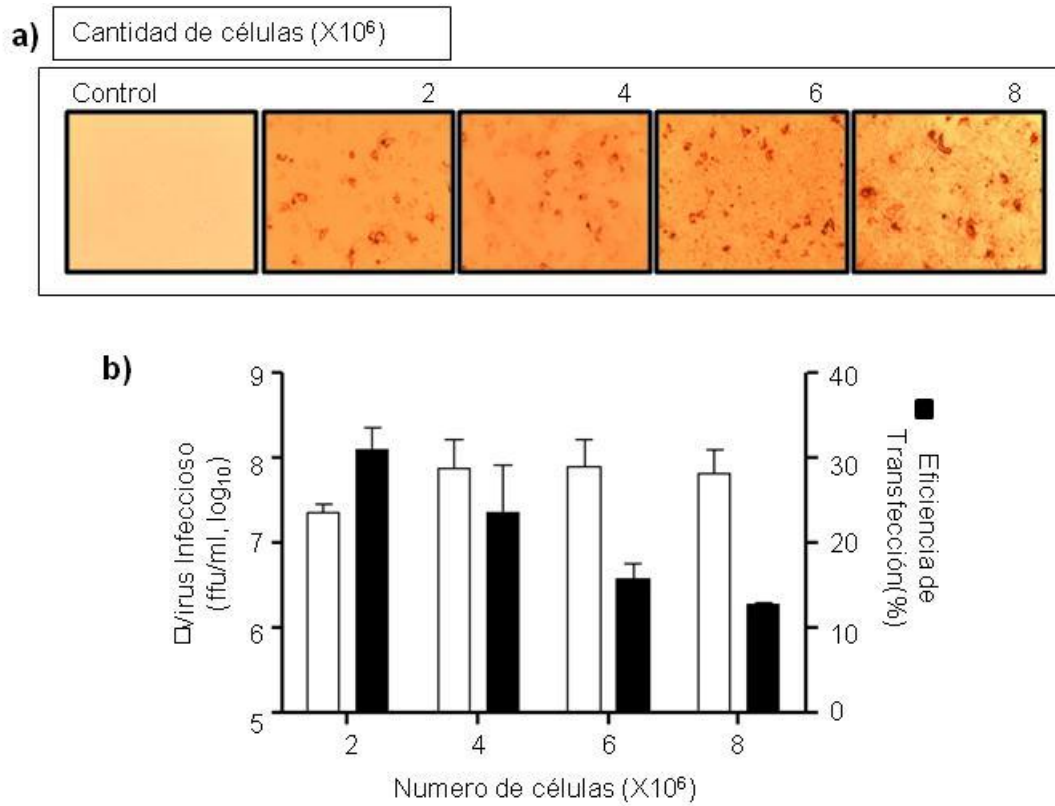 a)
Cantidad de células (X10⁶)
Control 2 4 6 8
b)
9
8
7
6
5
□Virus Infeccioso
(ffu/ml, log₁₀)
40
30
20
10
0
■ Eficiencia de
Transfección(%)
2 4 6 8
Numero de células (X10⁶)